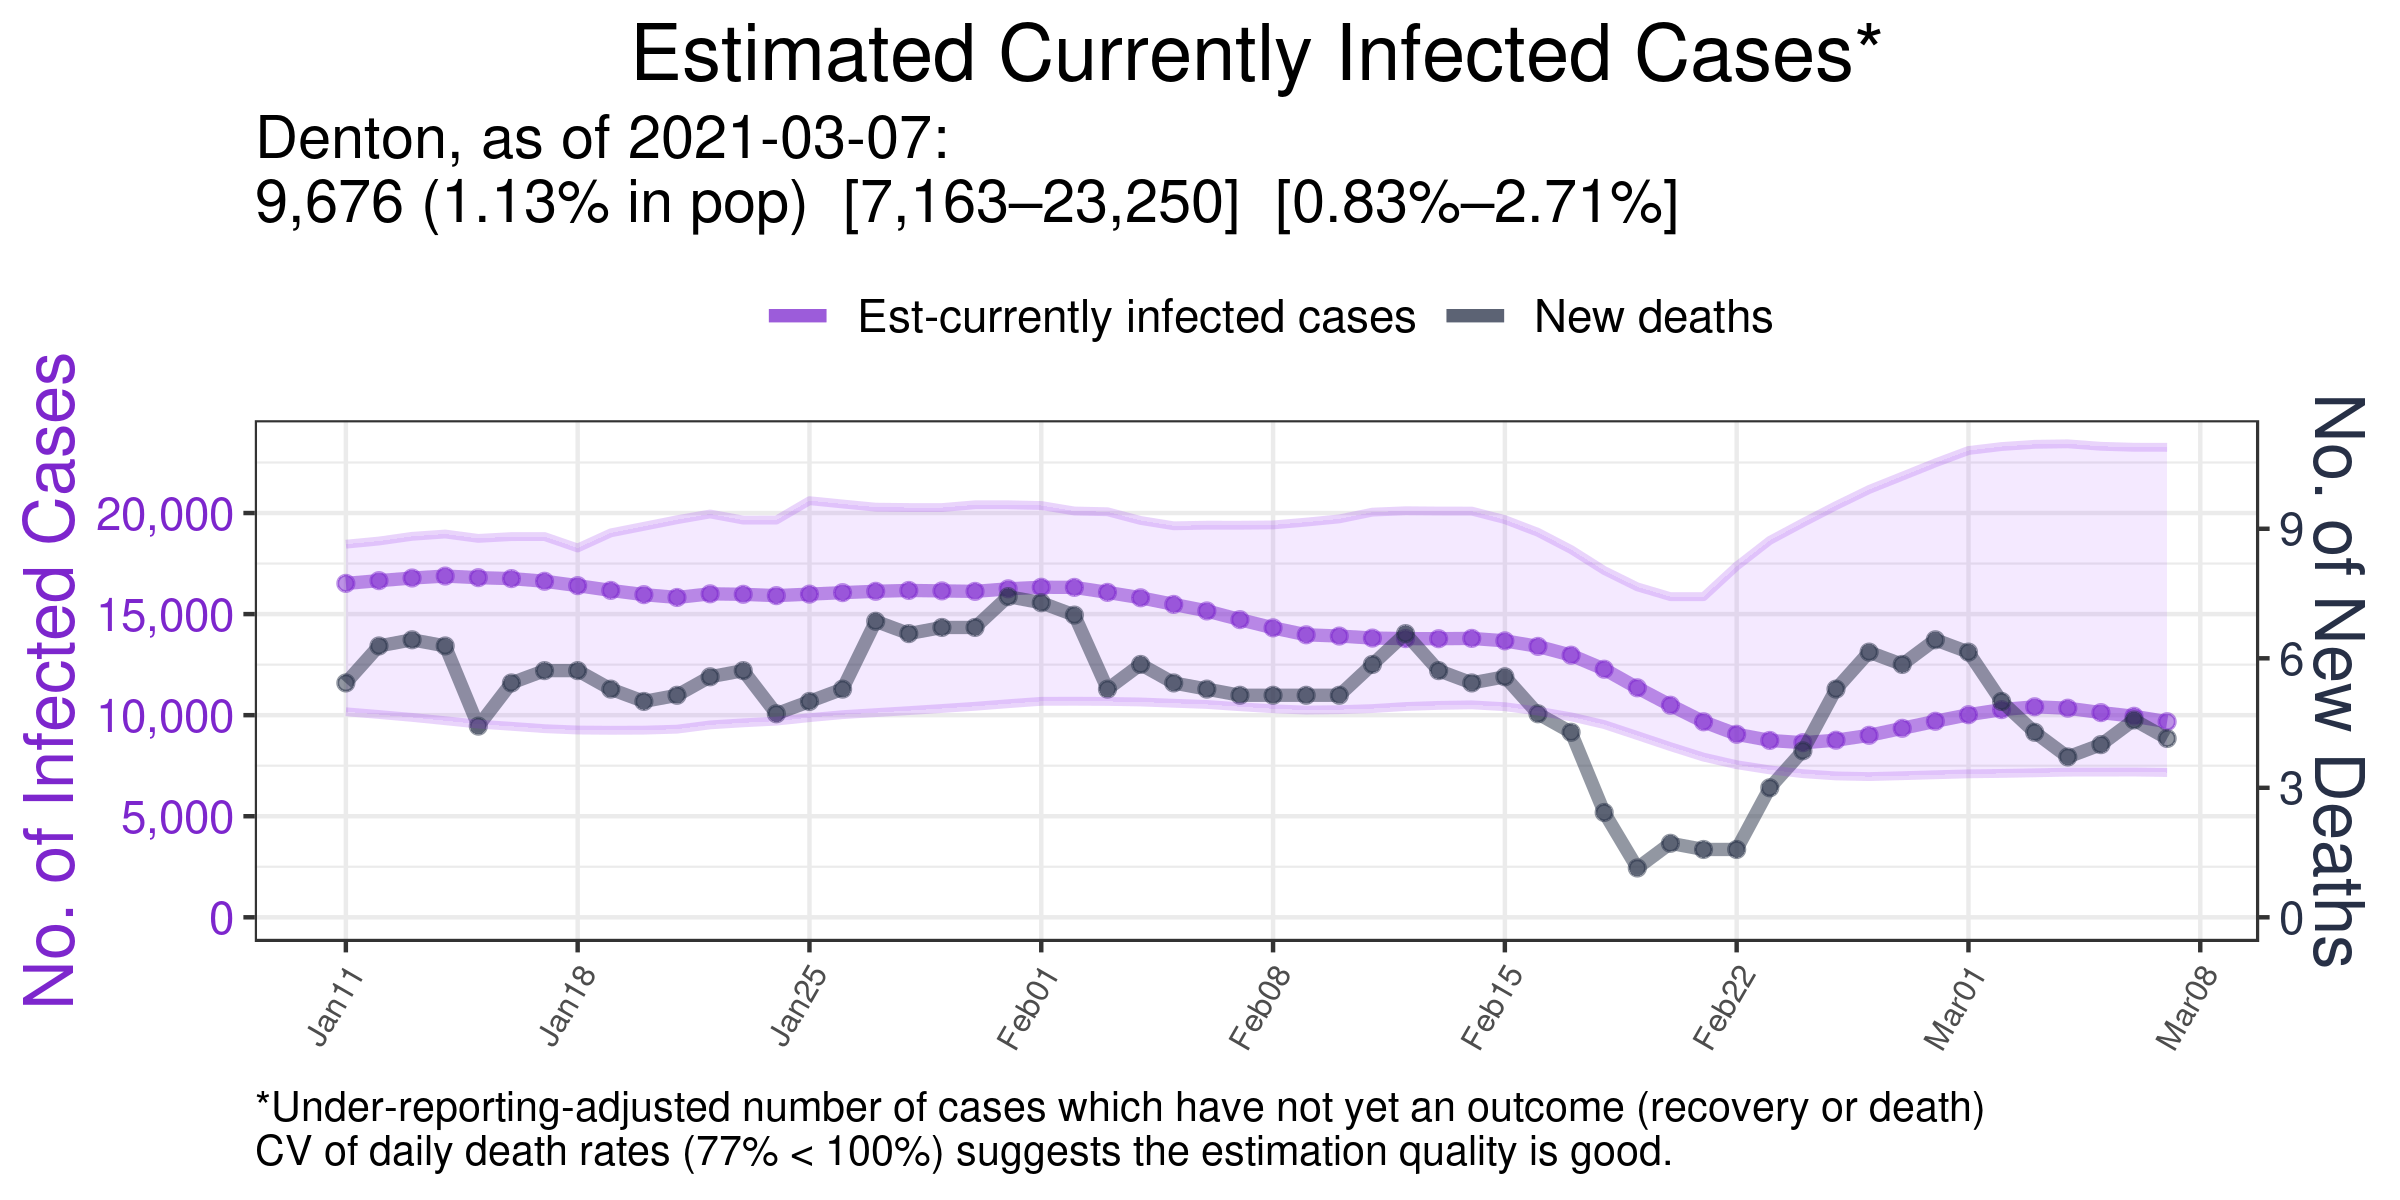 Estimated Currently Infected Cases*
Denton, as of 2021-03-07:
9,676 (1.13% in pop)  [7,163–23,250]  [0.83%–2.71%]
Est-currently infected cases
New deaths
No. of Infected Cases
20,000
15,000
10,000
5,000
0
9
6
3
0
No. of New Deaths
Jan11
Jan18
Jan25
Feb01
Feb08
Feb15
Feb22
Mar01
Mar08
*Under-reporting-adjusted number of cases which have not yet an outcome (recovery or death)
CV of daily death rates (77% < 100%) suggests the estimation quality is good.